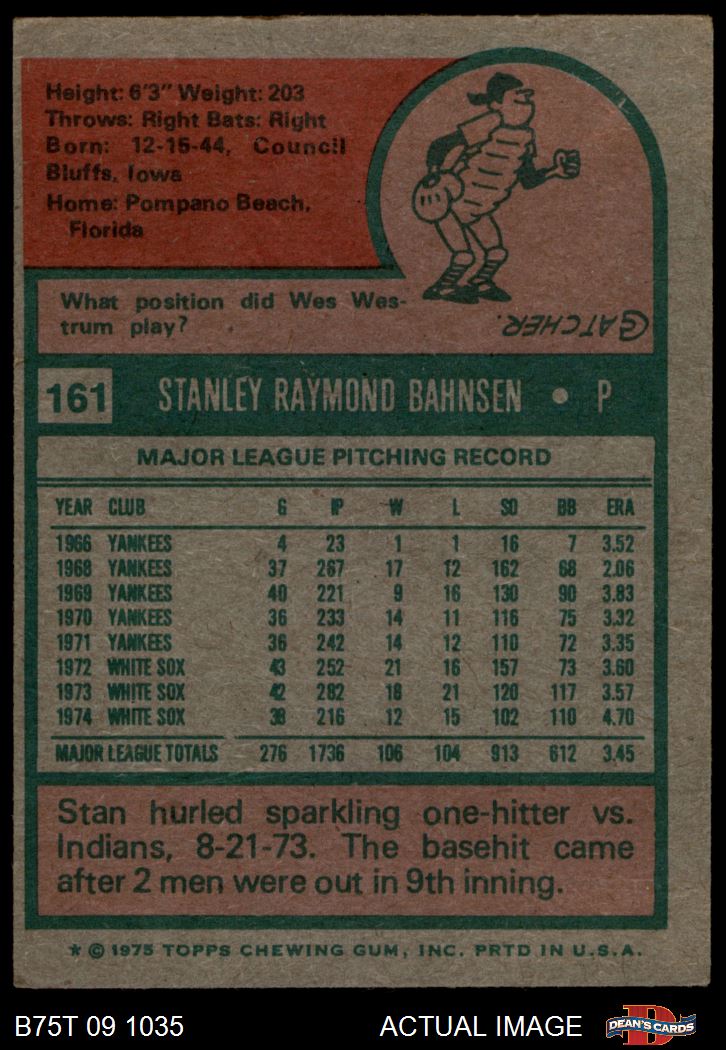 Height: 6'3" Weight: 203
Throws: Right Bats: Right
Born: 12-15-44, Council
Bluffs, Iowa
Home: Pompano Beach,
Florida
What position did Wes Wes-
trum play?
CATCHER.
161 STANLEY RAYMOND BAHNSEN • P
MAJOR LEAGUE PITCHING RECORD
YEAR CLUB G IP W L SO BB ERA
1966 YANKEES 4 23 1 1 16 7 3.52
1968 YANKEES 37 267 17 12 162 68 2.06
1969 YANKEES 40 221 9 16 130 90 3.83
1970 YANKEES 36 233 14 11 116 75 3.32
1971 YANKEES 36 242 14 12 110 72 3.35
1972 WHITE SOX 43 252 21 16 157 73 3.60
1973 WHITE SOX 42 282 18 21 120 117 3.57
1974 WHITE SOX 38 216 12 15 102 110 4.70
MAJOR LEAGUE TOTALS 276 1736 106 104 913 612 3.45
Stan hurled sparkling one-hitter vs.
Indians, 8-21-73. The basehit came
after 2 men were out in 9th inning.
* © 1975 TOPPS CHEWING GUM, INC. PRTD IN U.S.A.
B75T 09 1035 ACTUAL IMAGE D DEAN'S CARDS